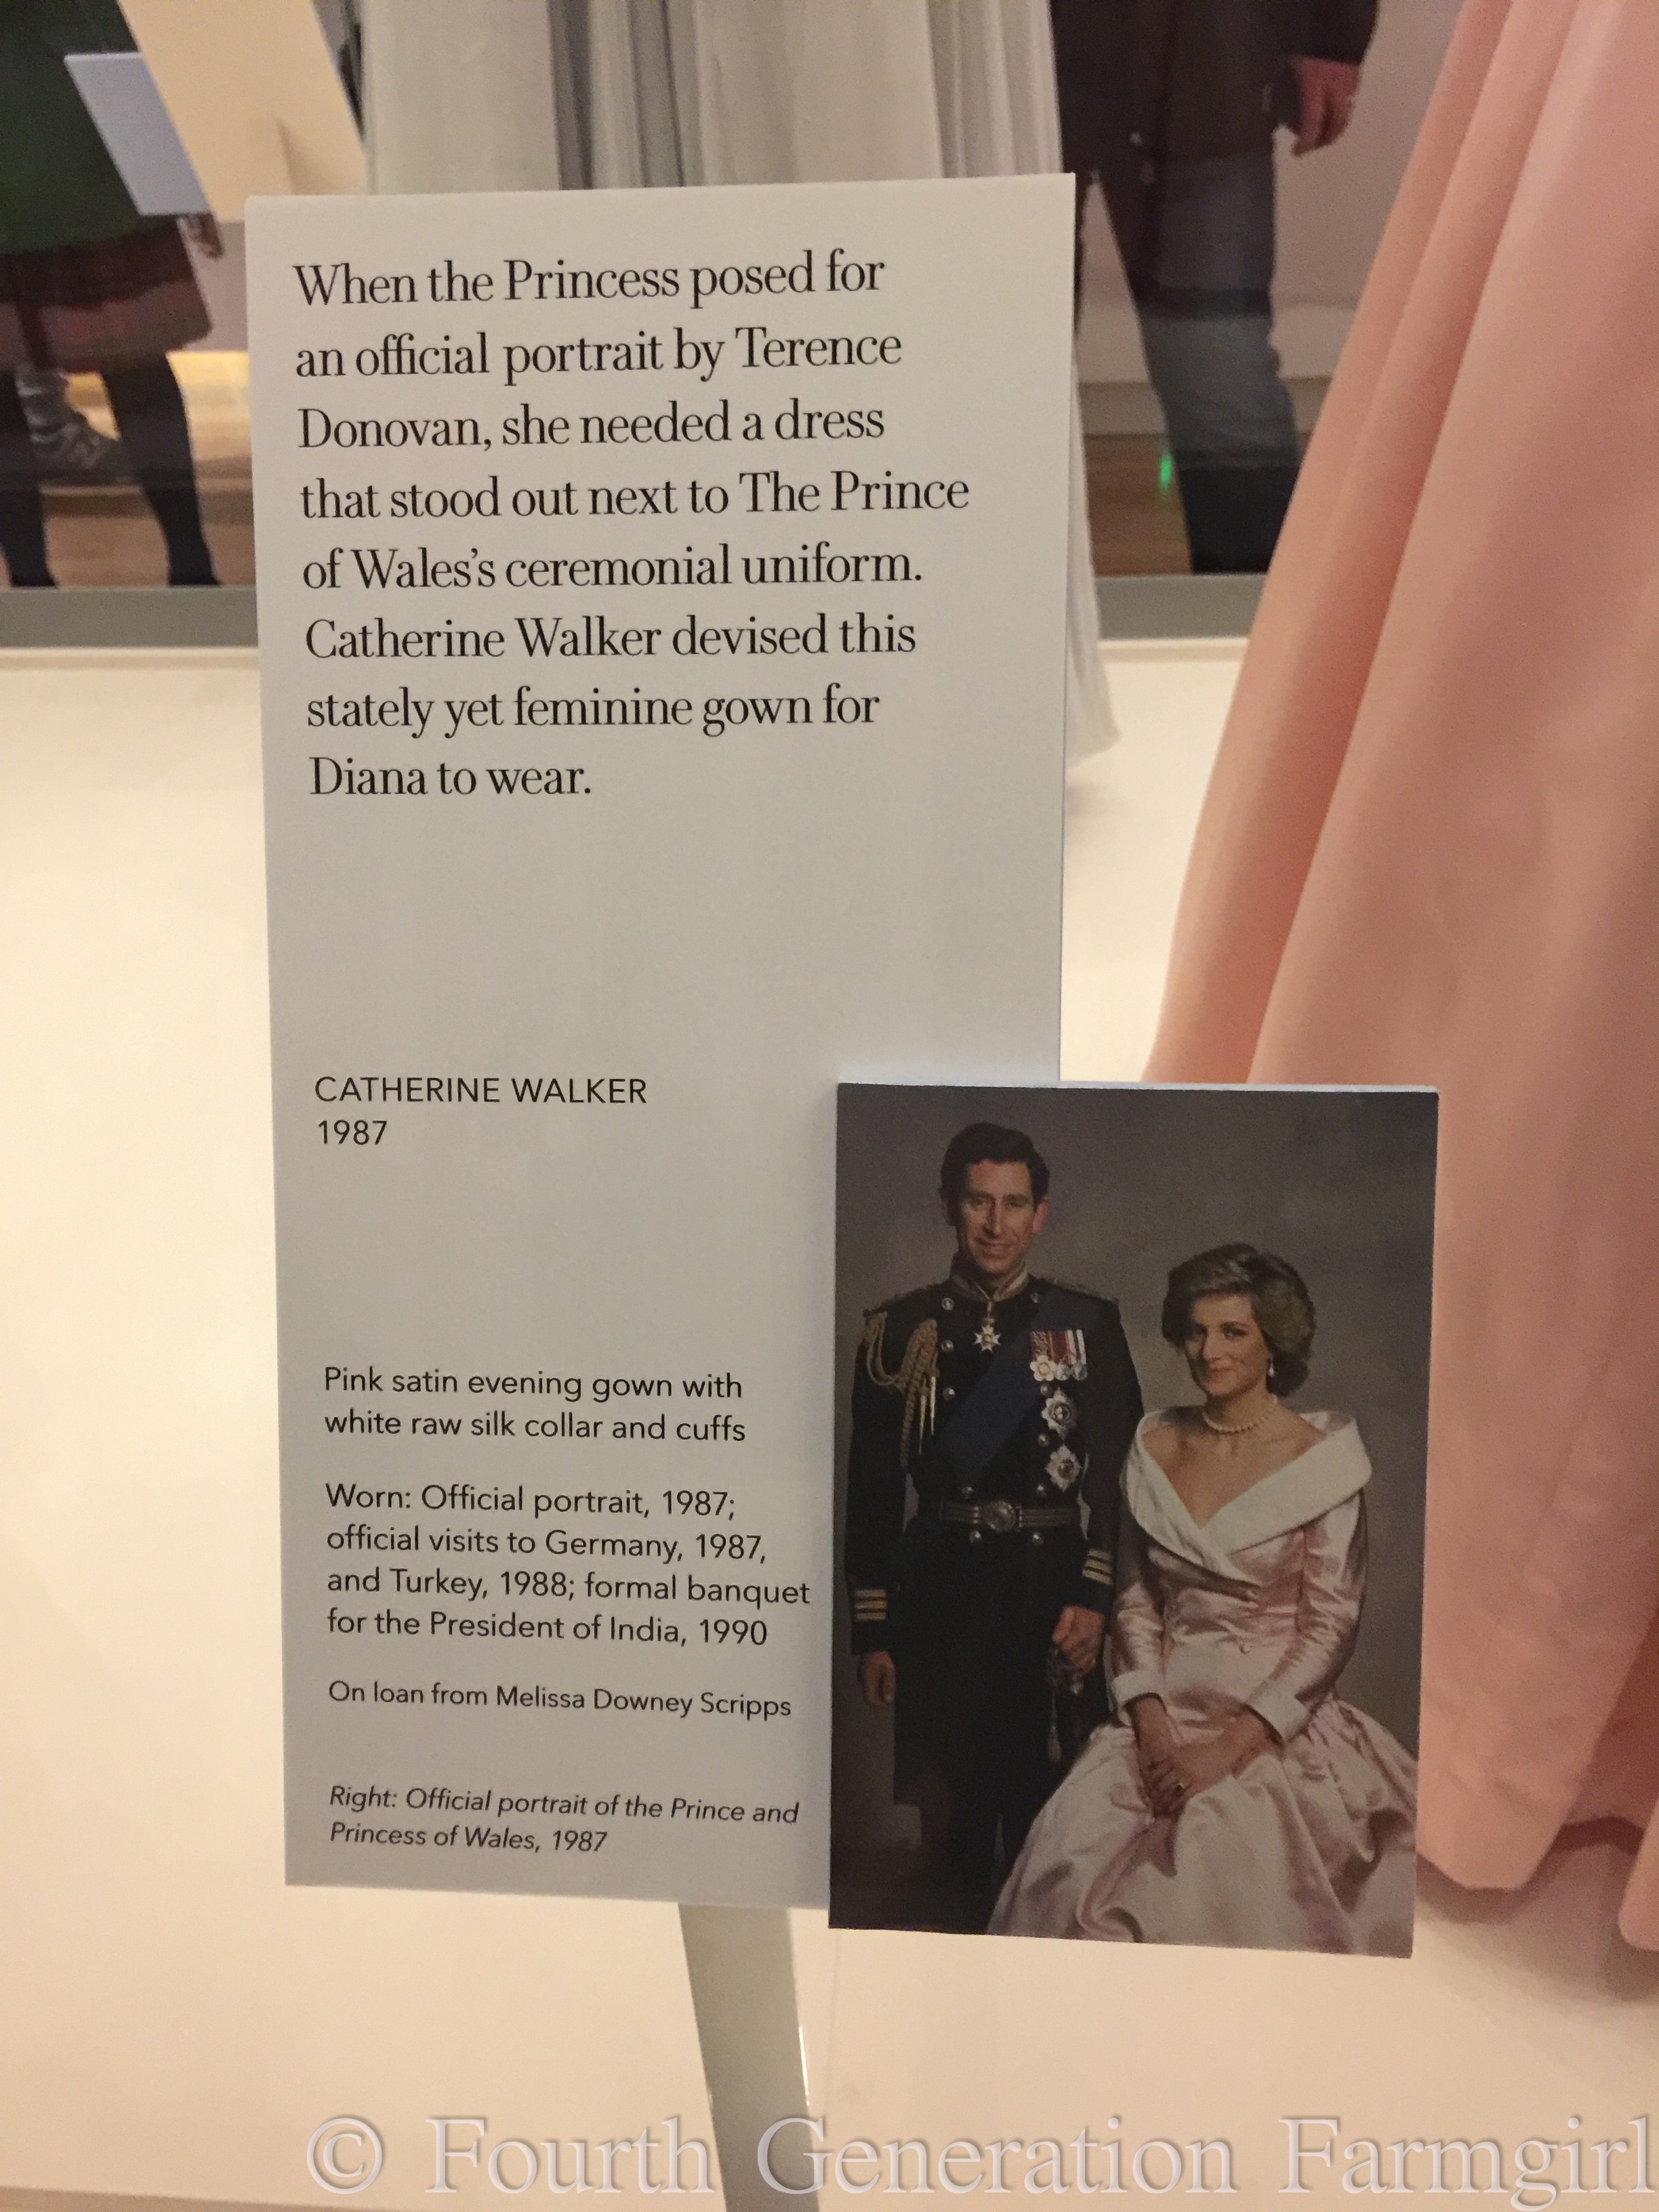 When the Princess posed for
an official portrait by Terence
Donovan, she needed a dress
that stood out next to The Prince
of Wales's ceremonial uniform.
Catherine Walker devised this
stately yet feminine gown for
Diana to wear.
CATHERINE WALKER
1987
Pink satin evening gown with
white raw silk collar and cuffs
Worn: Official portrait, 1987;
official visits to Germany, 1987,
and Turkey, 1988; formal banquet
for the President of India, 1990
On loan from Melissa Downey Scripps
Right: Official portrait of the Prince and
Princess of Wales, 1987
© Fourth Generation Farmgirl